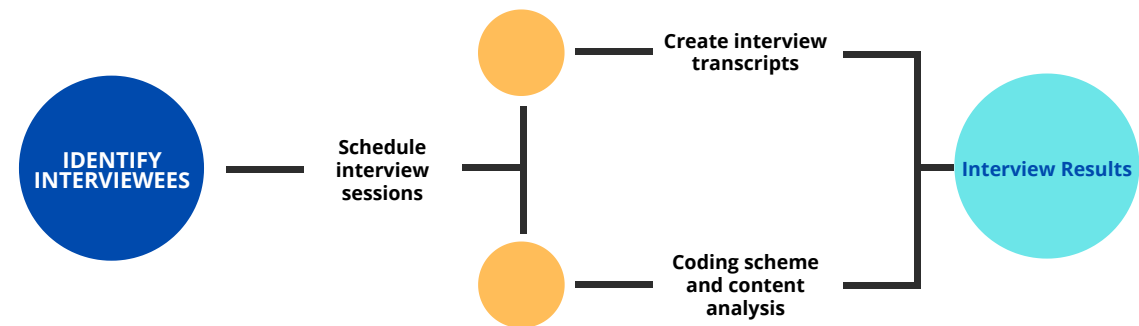 IDENTIFY
INTERVIEWEES
Schedule
interview
sessions
Create interview
transcripts
Coding scheme
and content
analysis
Interview Results